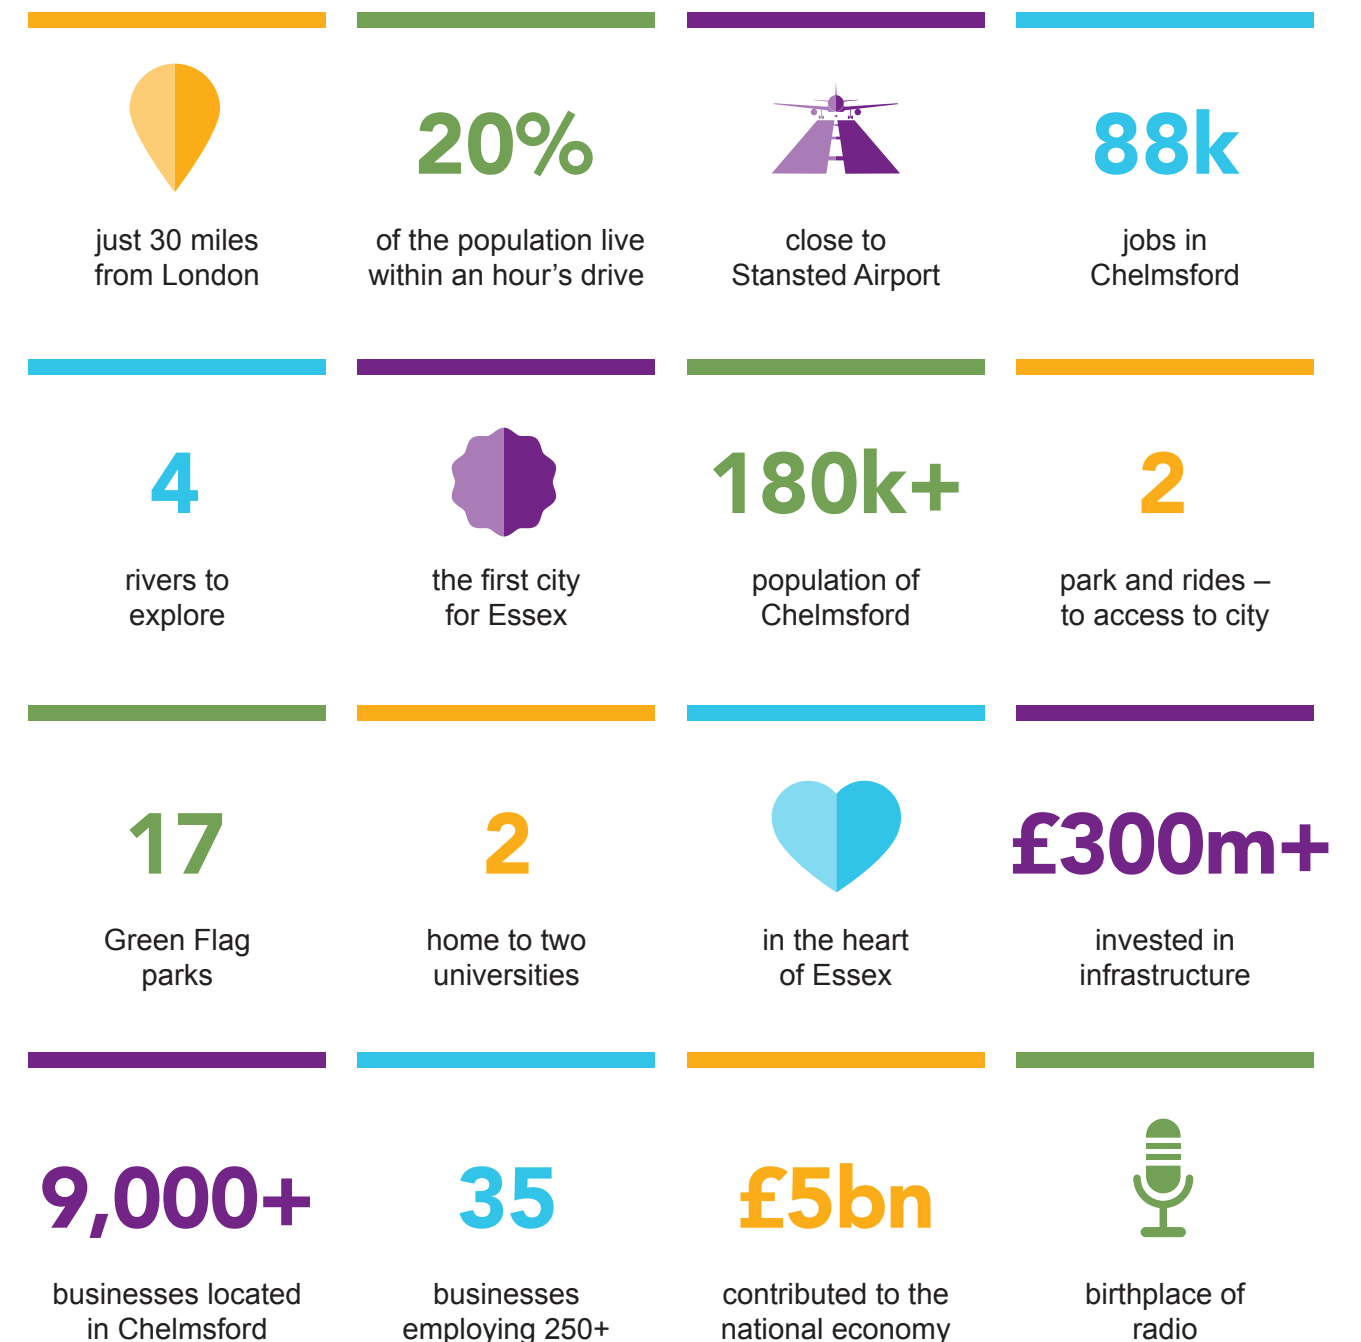 just 30 miles
from London
20%
of the population live
within an hour's drive
close to
Stansted Airport
88k
jobs in
Chelmsford
4
rivers to
explore
the first city
for Essex
180k+
population of
Chelmsford
2
park and rides –
to access to city
17
Green Flag
parks
2
home to two
universities
in the heart
of Essex
£300m+
invested in
infrastructure
9,000+
businesses located
in Chelmsford
35
businesses
employing 250+
£5bn
contributed to the
national economy
birthplace of
radio